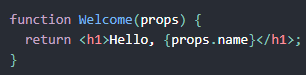 function Welcome(props) {
  return <h1>Hello, {props.name}</h1>;
}